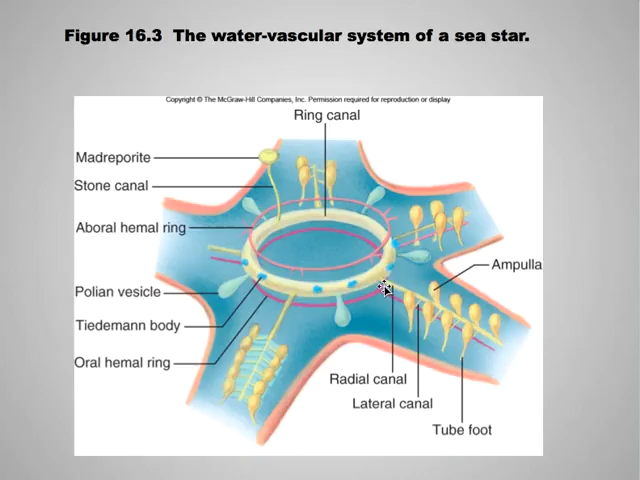 Figure 16.3 The water-vascular system of a sea star.
Copyright © The McGraw-Hill Companies, Inc. Permission required for reproduction or display
Ring canal
Madreporite
Stone canal
Aboral hemal ring
Ampulla
Polian vesicle
Tiedemann body
Oral hemal ring
Radial canal
Lateral canal
Tube foot